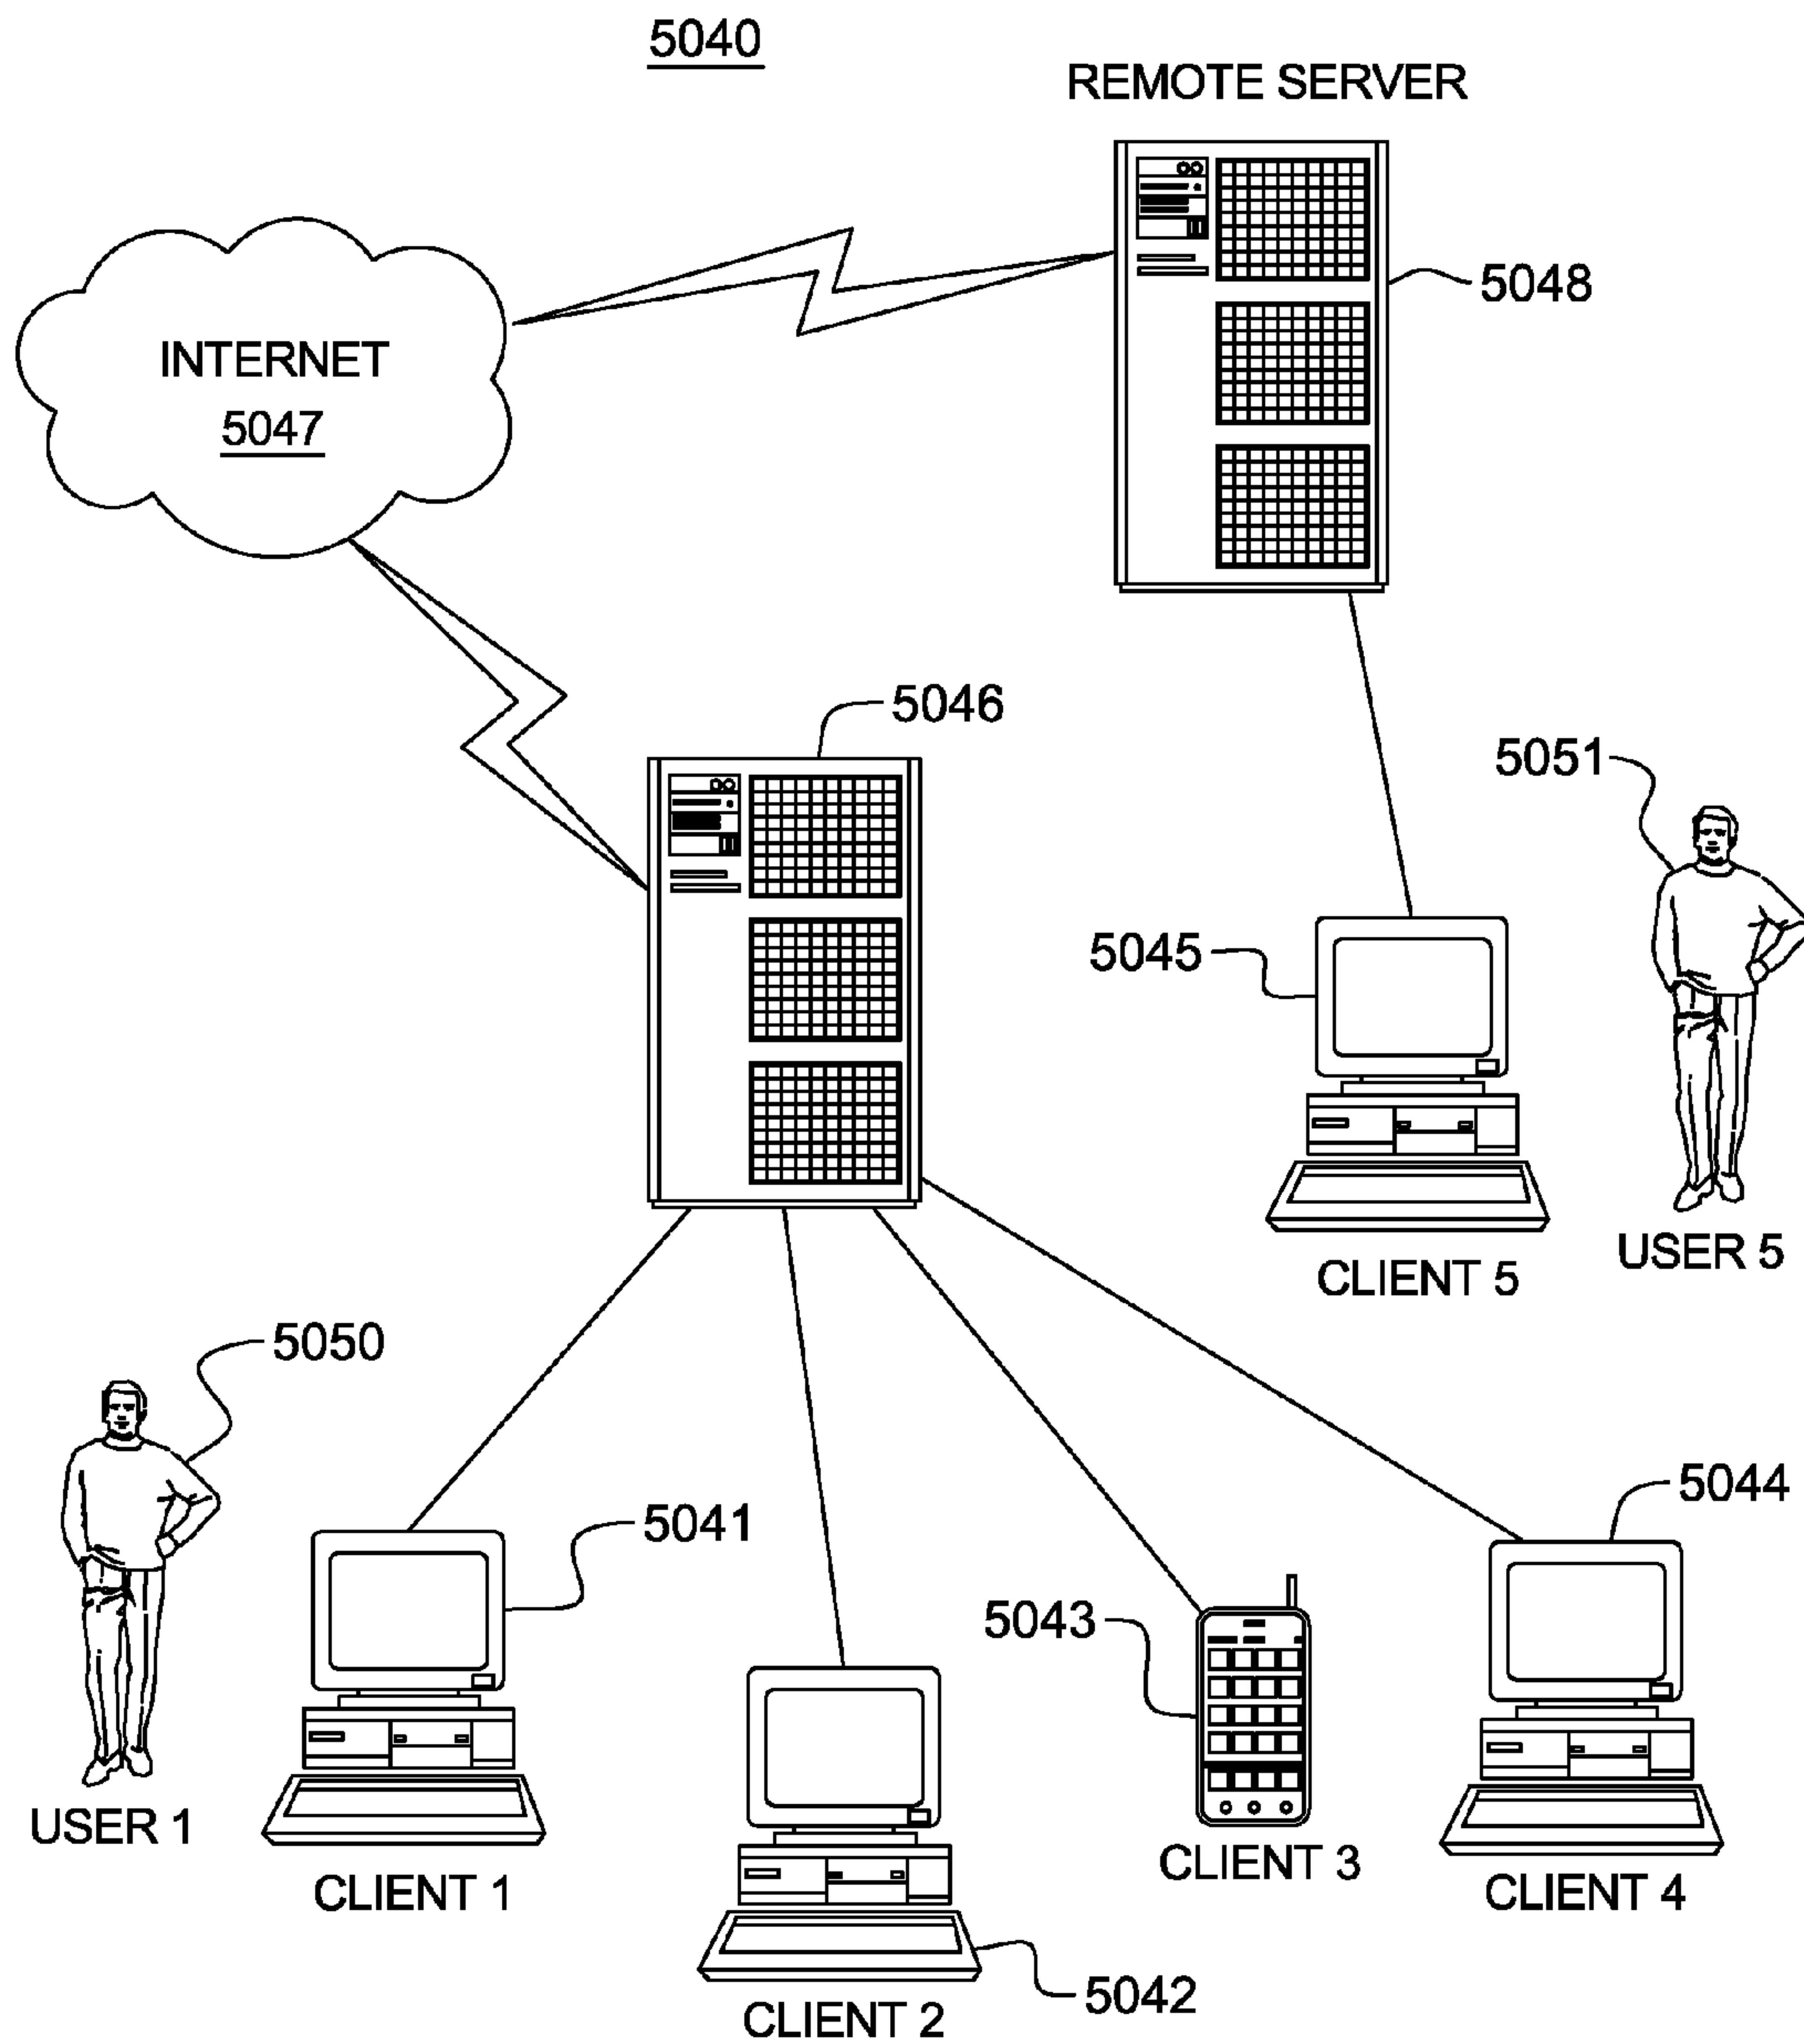 5040
REMOTE SERVER
5048
INTERNET
5047
5046
5051
5045
USER 5
CLIENT 5
5050
5044
5041
5043
USER 1
CLIENT 1
CLIENT 3
CLIENT 4
5042
CLIENT 2